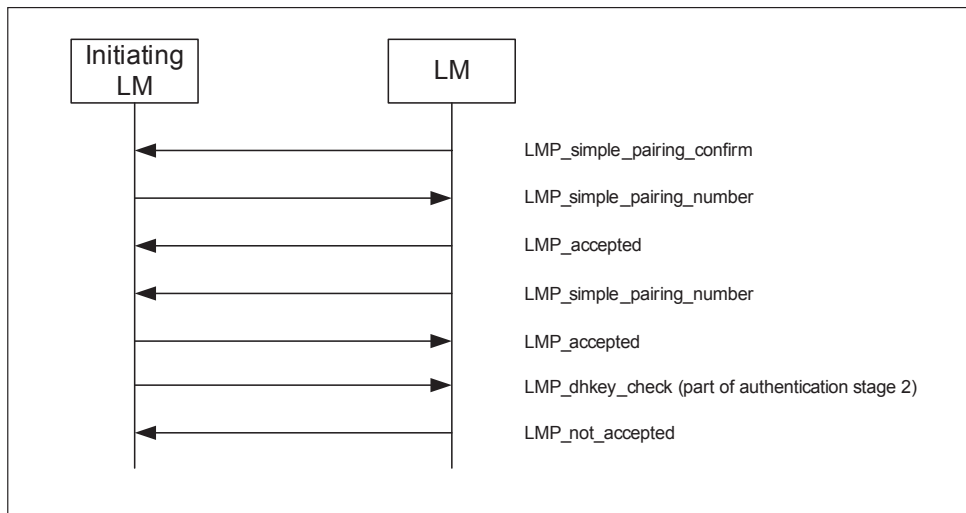 Initiating
LM
LM
LMP_simple_pairing_confirm
LMP_simple_pairing_number
LMP_accepted
LMP_simple_pairing_number
LMP_accepted
LMP_dhkey_check (part of authentication stage 2)
LMP_not_accepted